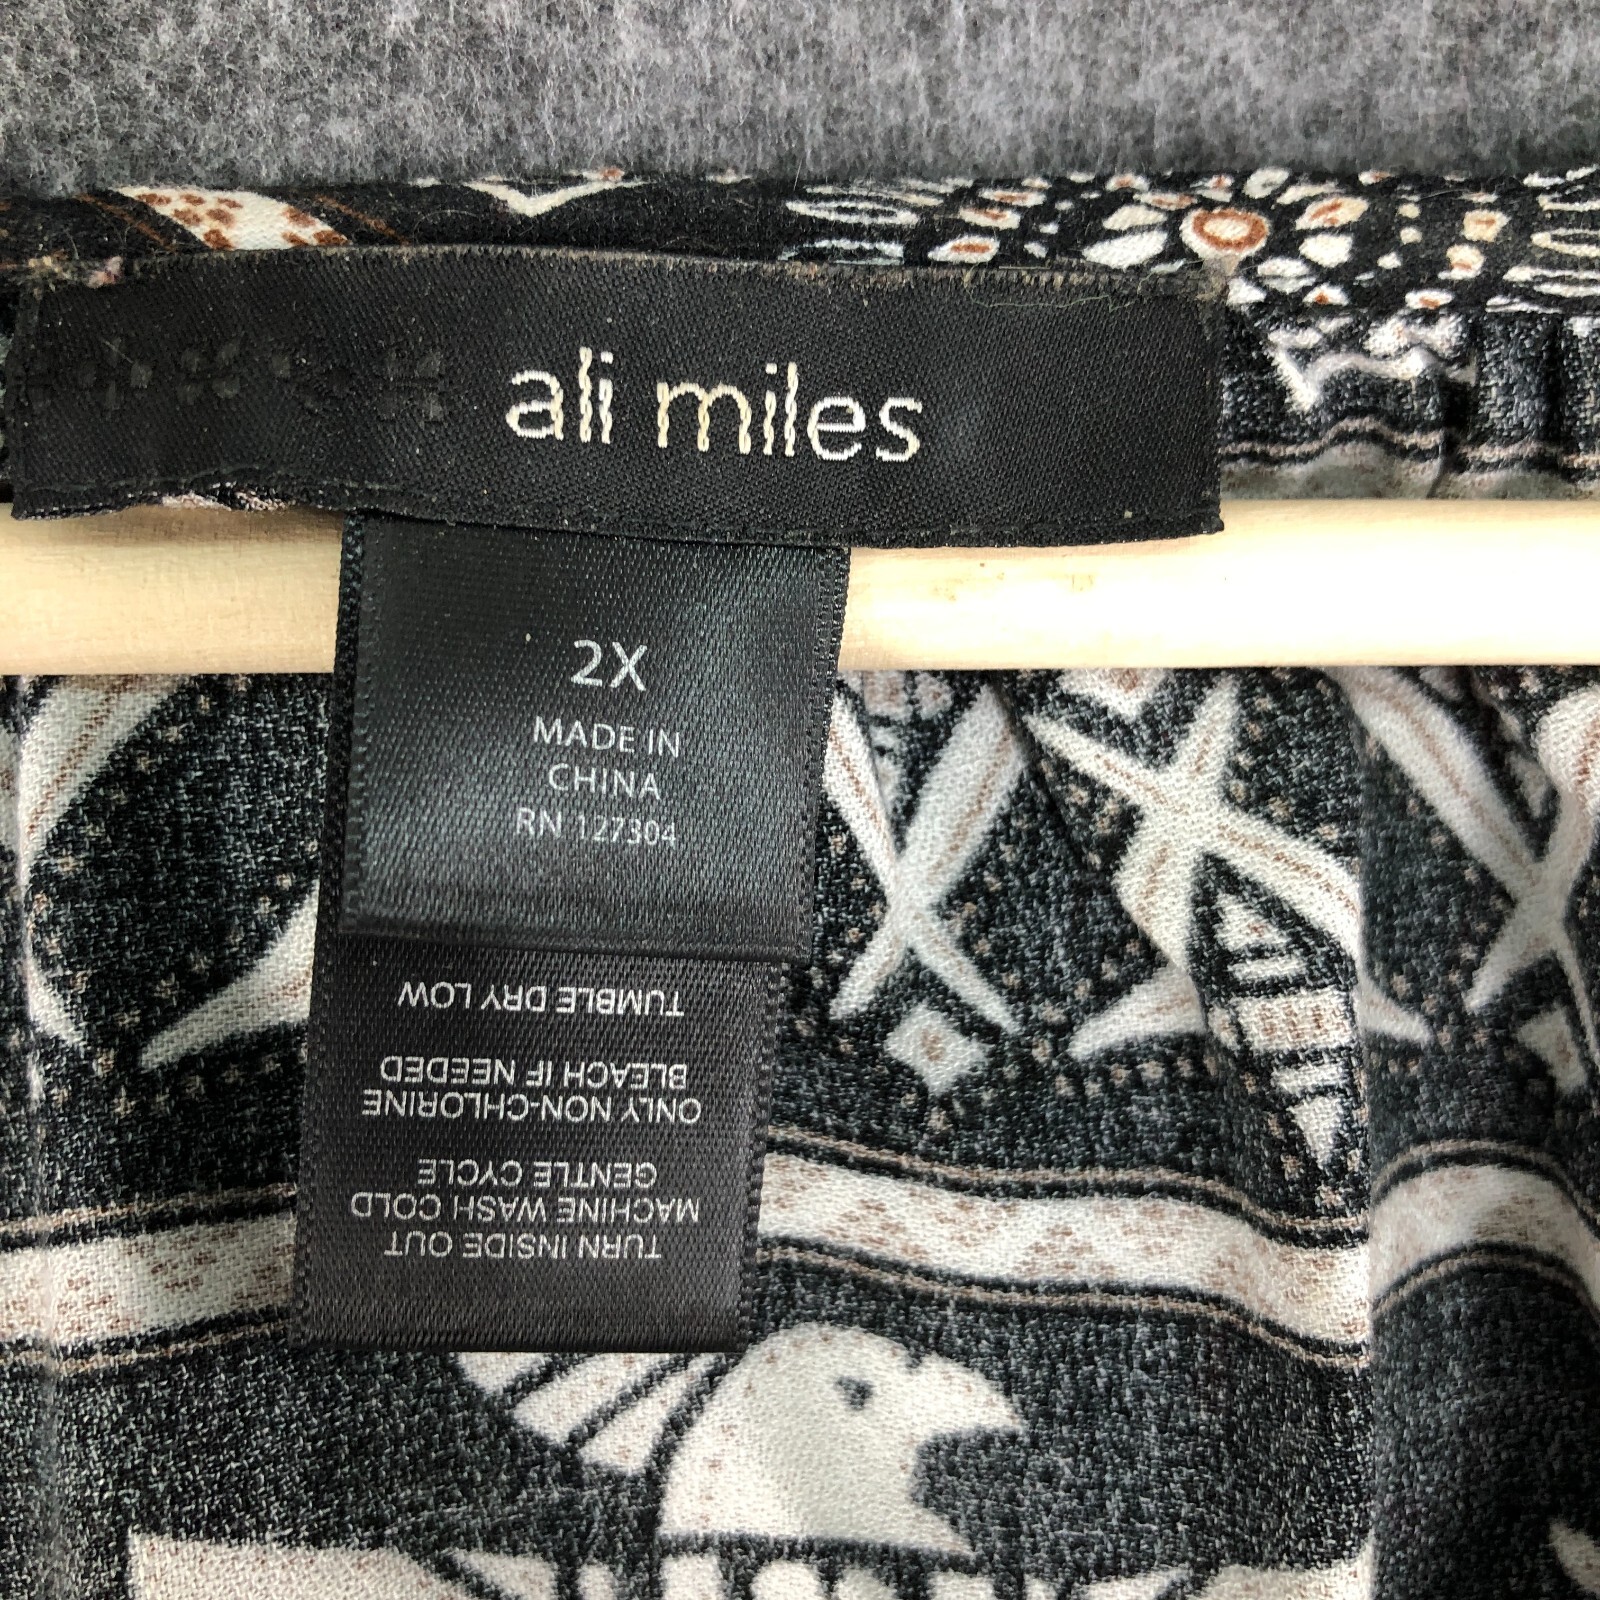 ali miles
2X
MADE IN
CHINA
RN 127304
TURN INSIDE OUT
MACHINE WASH COLD
GENTLE CYCLE
ONLY NON-CHLORINE
BLEACH IF NEEDED
TUMBLE DRY LOW